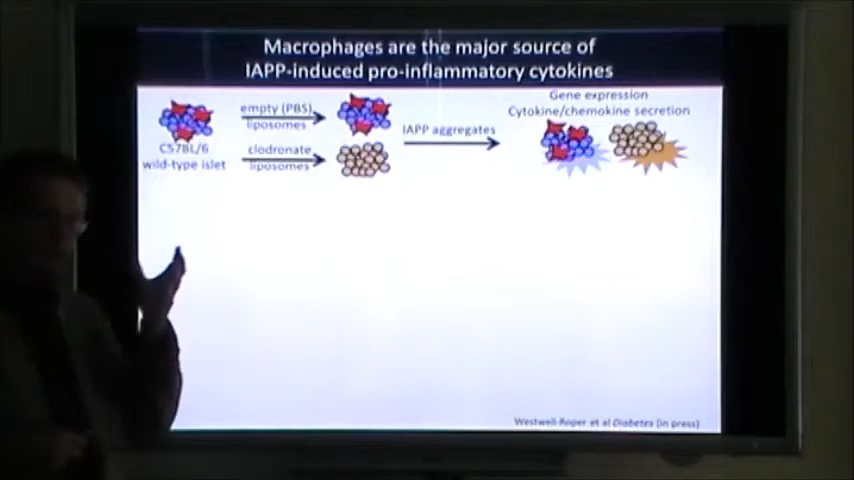 Macrophages are the major source of
IAPP-induced pro-inflammatory cytokines
Gene expression
Cytokine/chemokine secretion
empty (PBS)
liposomes
IAPP aggregates
C57BL/6
wild-type islet
clodronate
liposomes
Westwell-Roper et al Diabetes (in press)